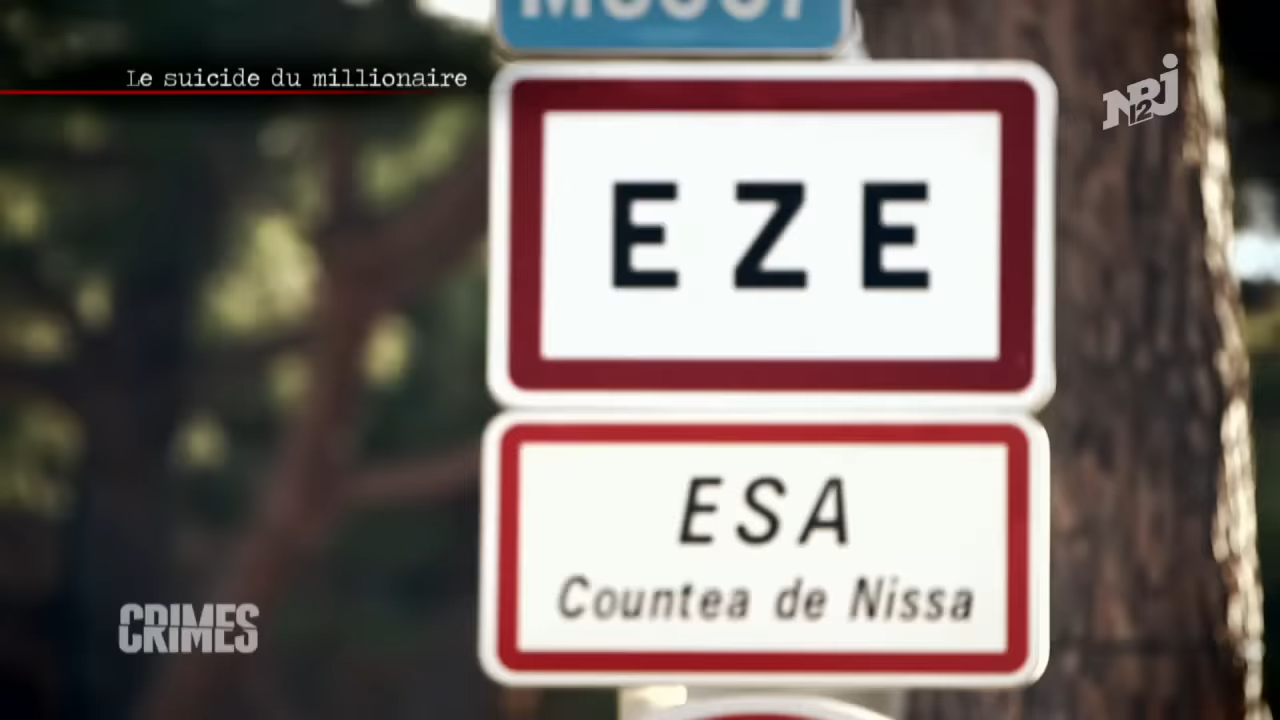 Le suicide du millionaire
NRJ
12
EZE
ESA
Countea de Nissa
CRIMES